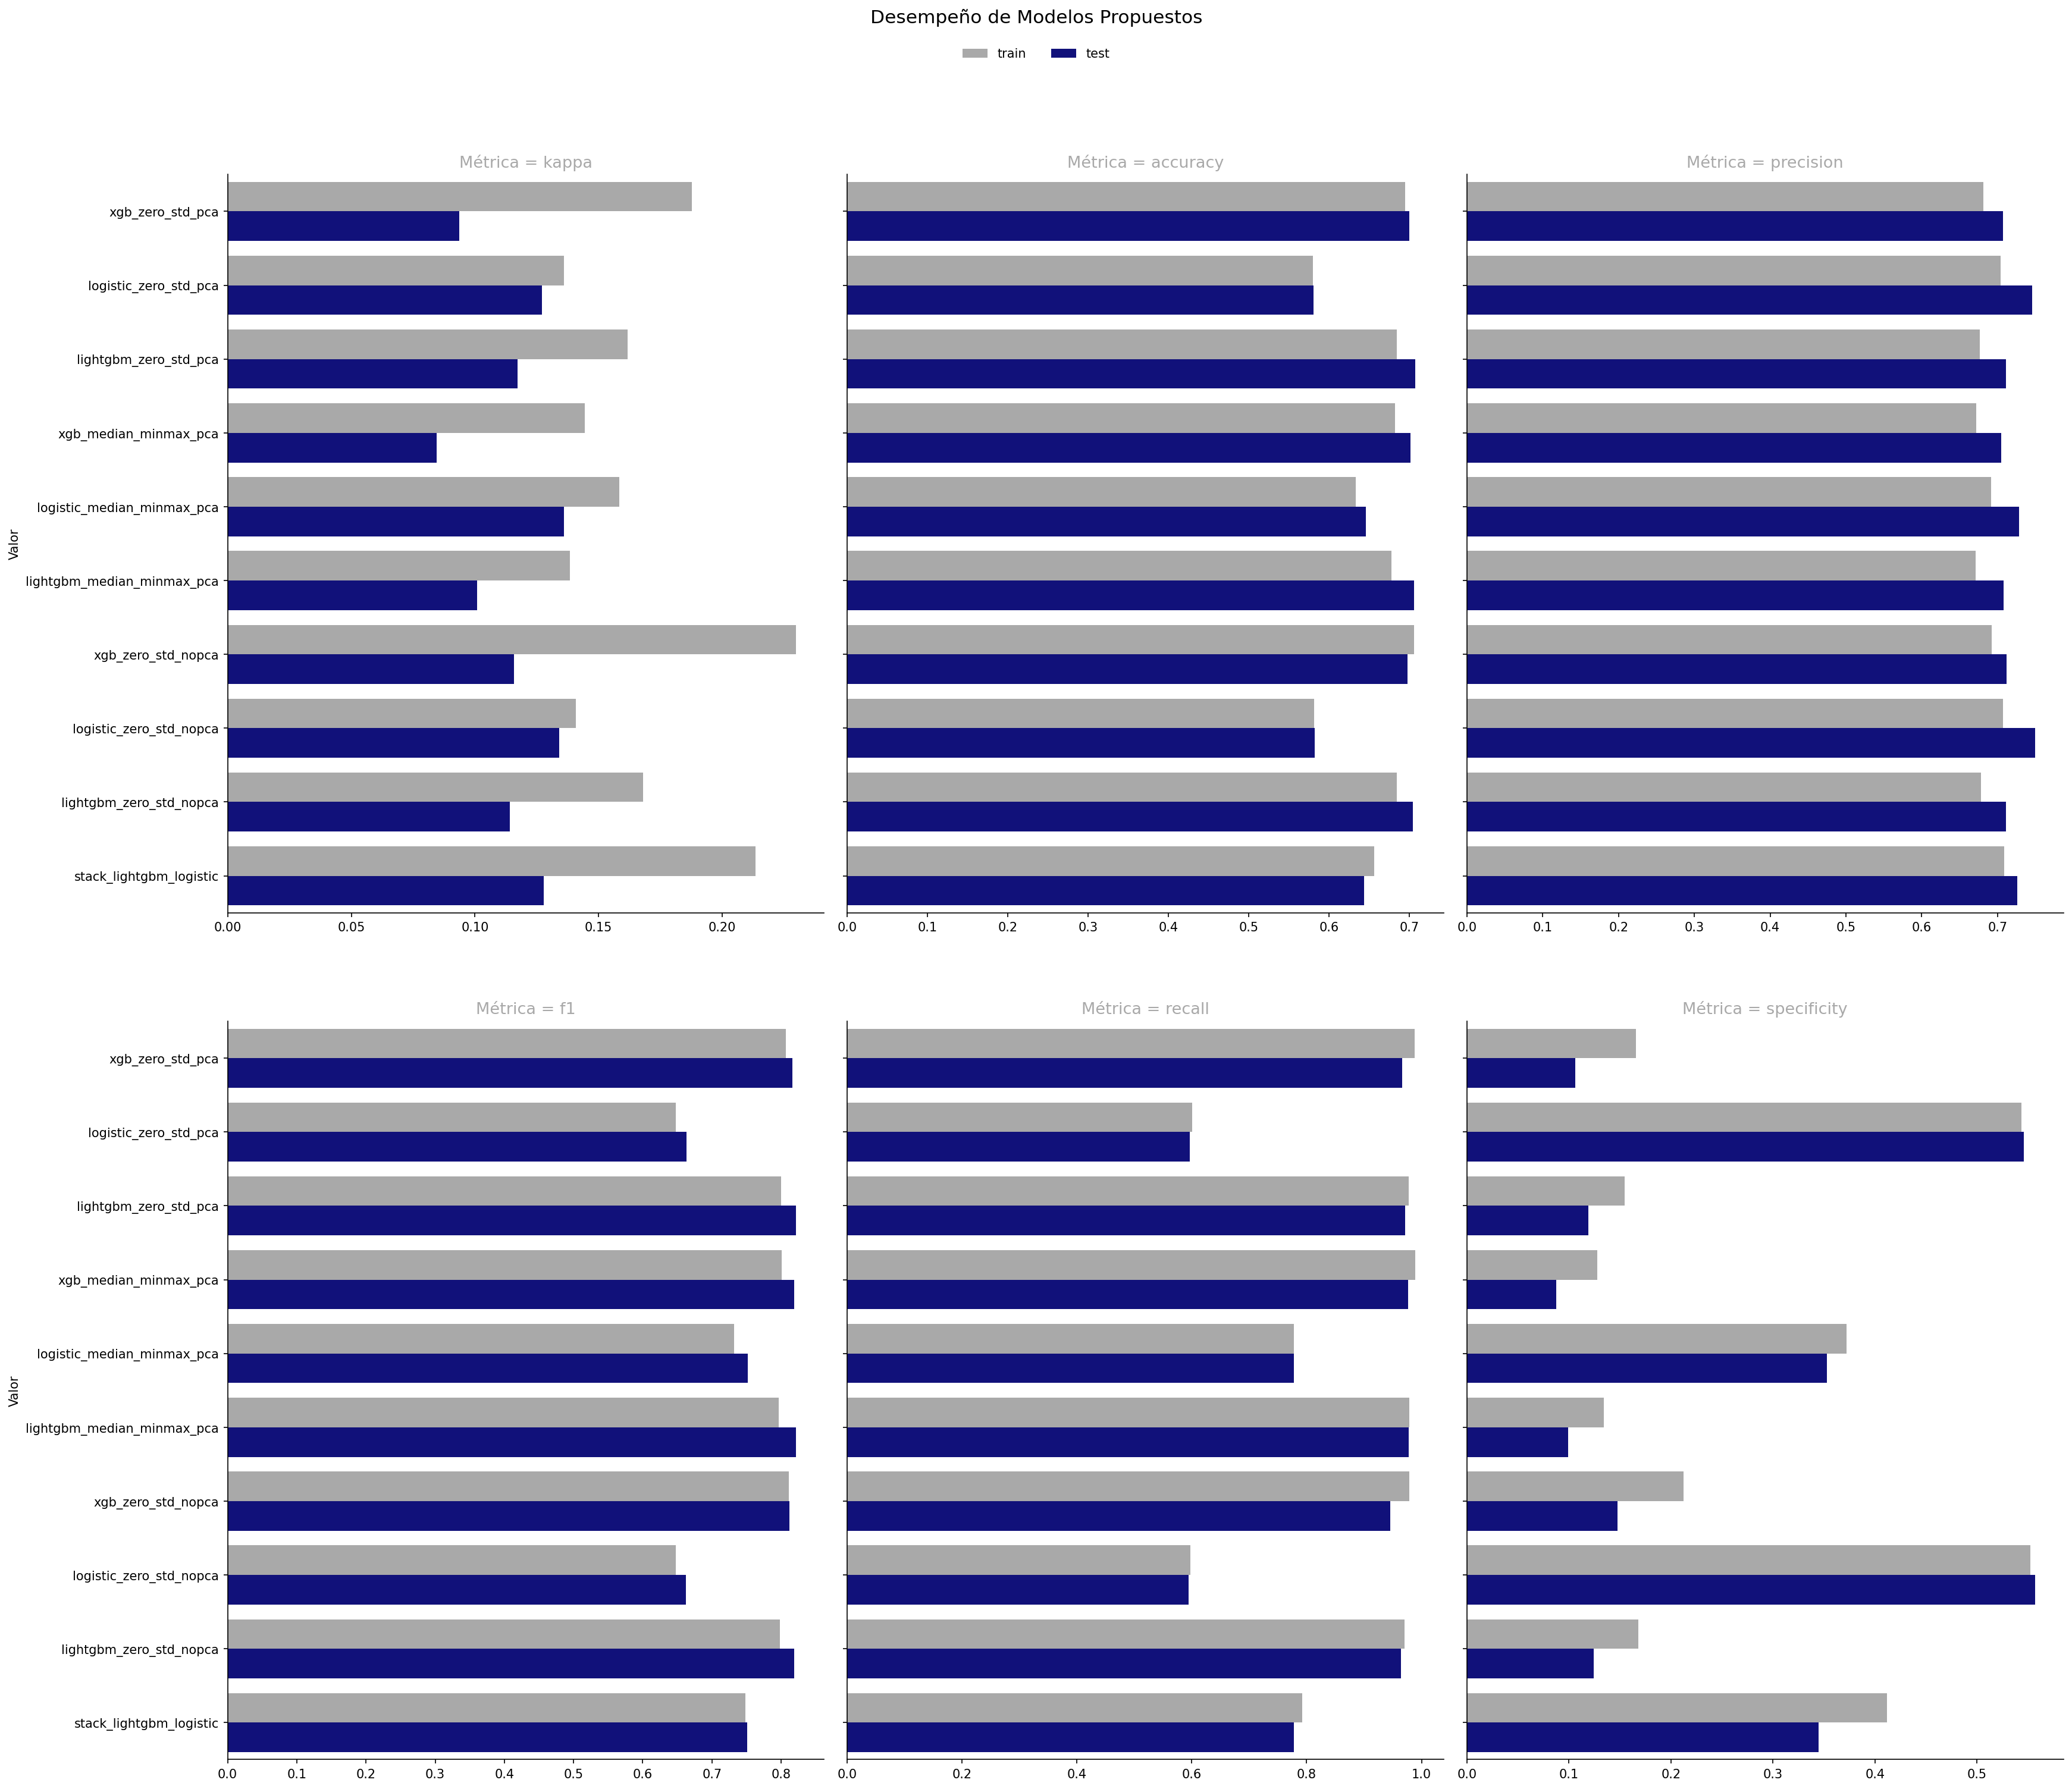 Desempeño de Modelos Propuestos
train test
Métrica = kappa
Métrica = accuracy
Métrica = precision
Valor
xgb_zero_std_pca
logistic_zero_std_pca
lightgbm_zero_std_pca
xgb_median_minmax_pca
logistic_median_minmax_pca
lightgbm_median_minmax_pca
xgb_zero_std_nopca
logistic_zero_std_nopca
lightgbm_zero_std_nopca
stack_lightgbm_logistic
0.00 0.05 0.10 0.15 0.20
0.0 0.1 0.2 0.3 0.4 0.5 0.6 0.7
0.0 0.1 0.2 0.3 0.4 0.5 0.6 0.7
Métrica = f1
Métrica = recall
Métrica = specificity
Valor
xgb_zero_std_pca
logistic_zero_std_pca
lightgbm_zero_std_pca
xgb_median_minmax_pca
logistic_median_minmax_pca
lightgbm_median_minmax_pca
xgb_zero_std_nopca
logistic_zero_std_nopca
lightgbm_zero_std_nopca
stack_lightgbm_logistic
0.0 0.1 0.2 0.3 0.4 0.5 0.6 0.7 0.8
0.0 0.2 0.4 0.6 0.8 1.0
0.0 0.1 0.2 0.3 0.4 0.5